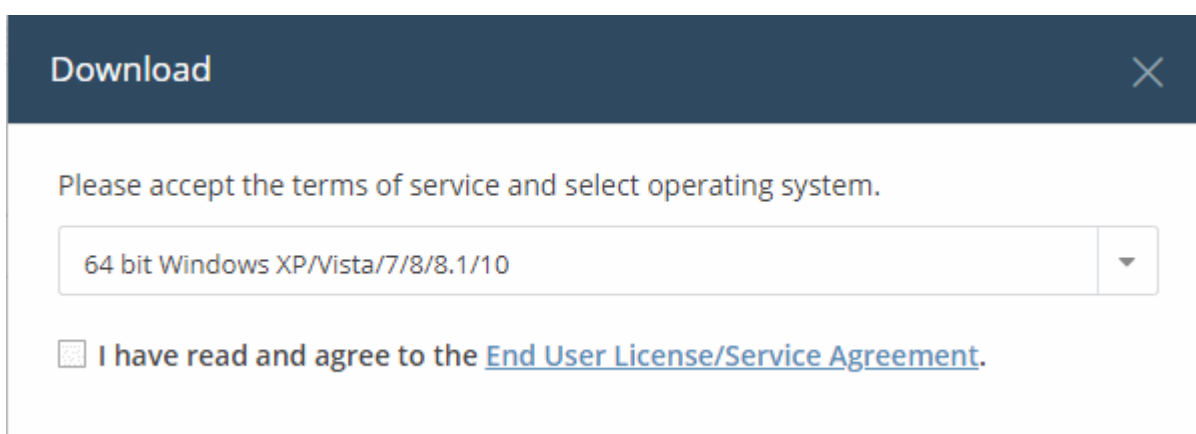 Download
Please accept the terms of service and select operating system.
64 bit Windows XP/Vista/7/8/8.1/10
I have read and agree to the End User License/Service Agreement.